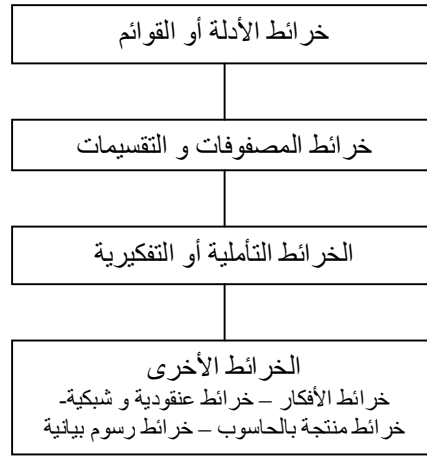 خرائط الأدلة أو القوائم
خرائط المصفوفات و التقسيمات
الخرائط التأملية أو التفكيرية
الخرائط الأخرى
خرائط الأفكار – خرائط عنقودية و شبكية-
خرائط منتجة بالحاسوب – خرائط رسوم بيانية